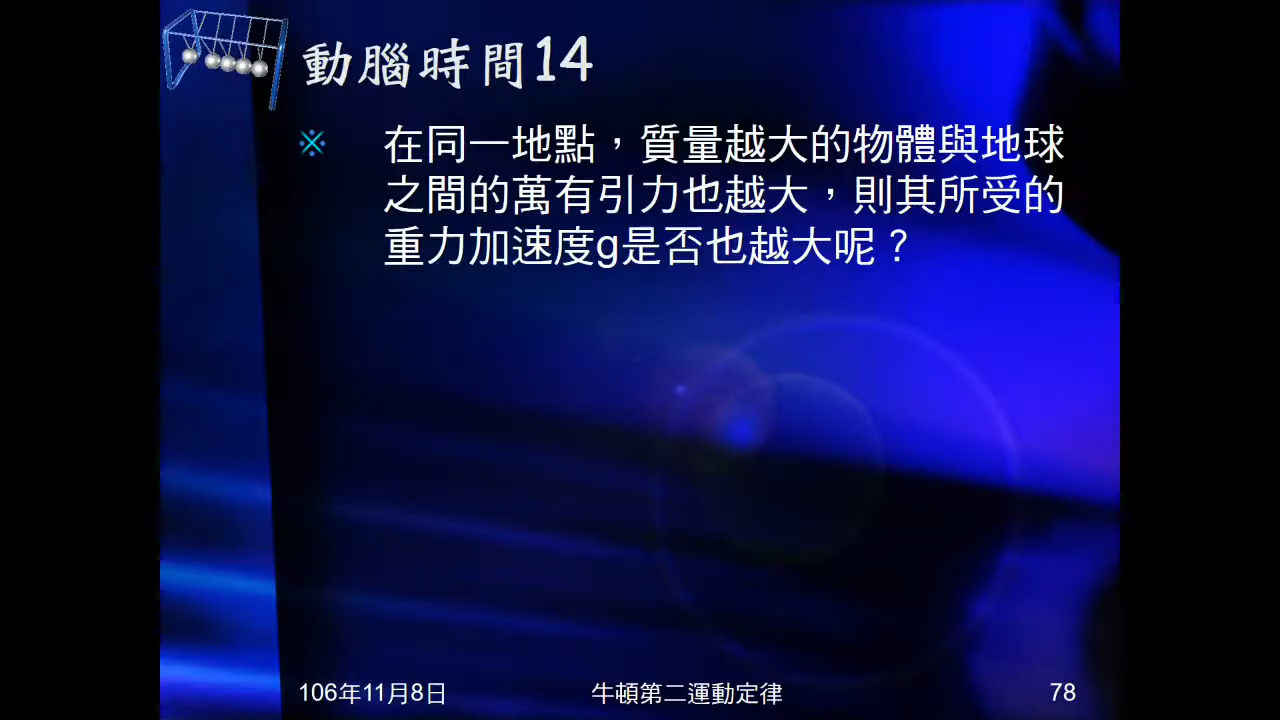 動腦時間14
※ 在同一地點，質量越大的物體與地球
之間的萬有引力也越大，則其所受的
重力加速度g是否也越大呢？
106年11月8日
牛頓第二運動定律
78